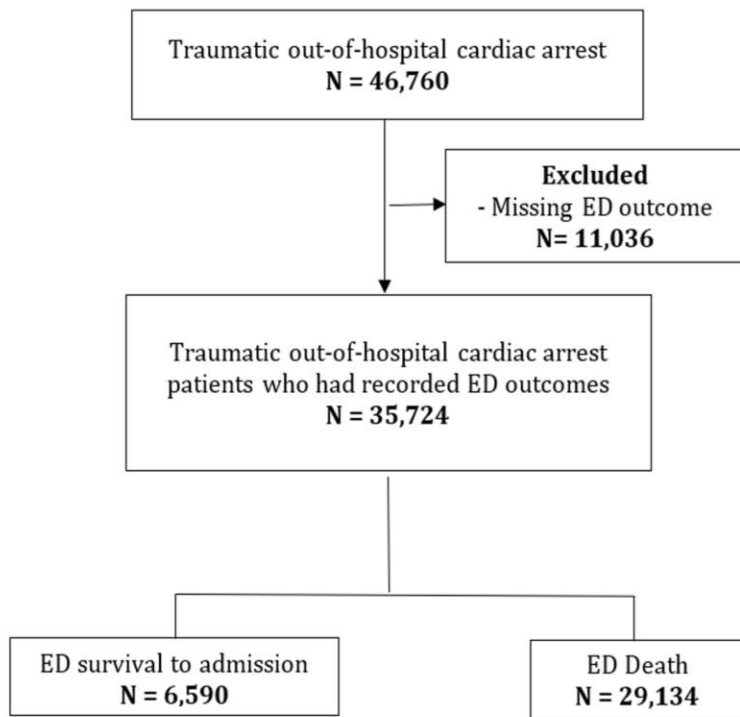 Traumatic out-of-hospital cardiac arrest
N = 46,760
Excluded
- Missing ED outcome
N= 11,036
Traumatic out-of-hospital cardiac arrest
patients who had recorded ED outcomes
N = 35,724
ED survival to admission
N = 6,590
ED Death
N = 29,134